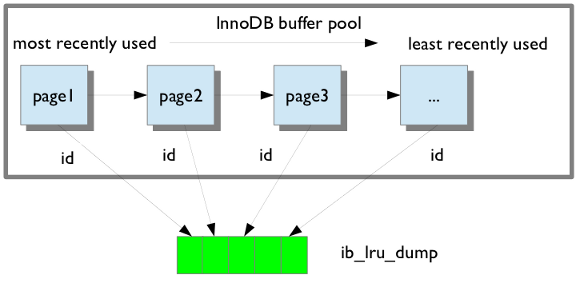 InnoDB buffer pool
most recently used
least recently used
page1
page2
page3
...
id
id
id
id
ib_lru_dump